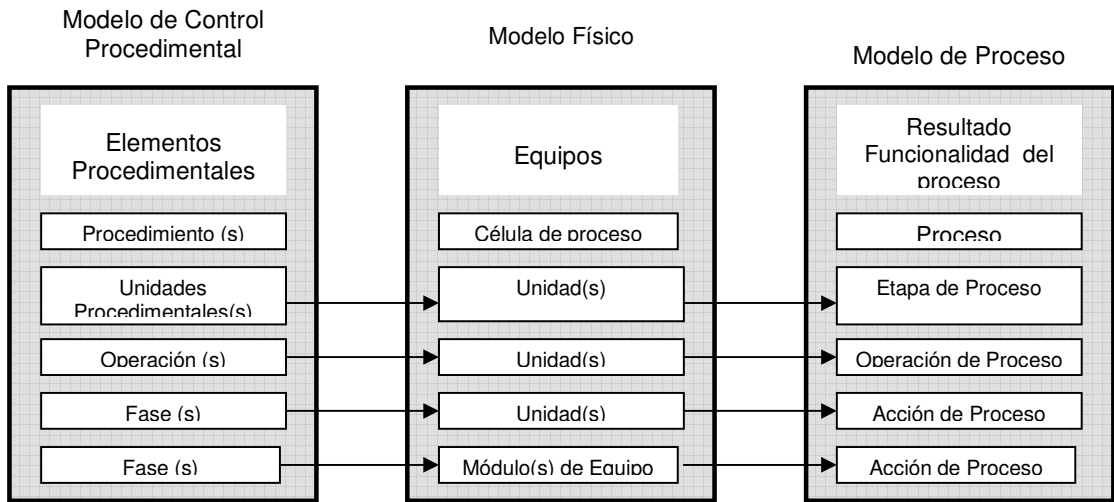 Modelo de Control
Procedimental
Modelo Físico
Modelo de Proceso
Elementos
Procedimentales
Equipos
Resultado
Funcionalidad del
proceso
Procedimiento (s)
Célula de proceso
Proceso
Unidades
Procedimentales(s)
Unidad(s)
Etapa de Proceso
Operación (s)
Unidad(s)
Operación de Proceso
Fase (s)
Unidad(s)
Acción de Proceso
Fase (s)
Módulo(s) de Equipo
Acción de Proceso